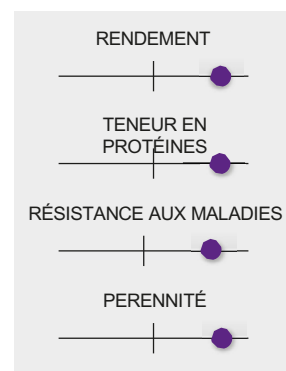 RENDEMENT
TENEUR EN
PROTÉINES
RÉSISTANCE AUX MALADIES
PERENNITÉ